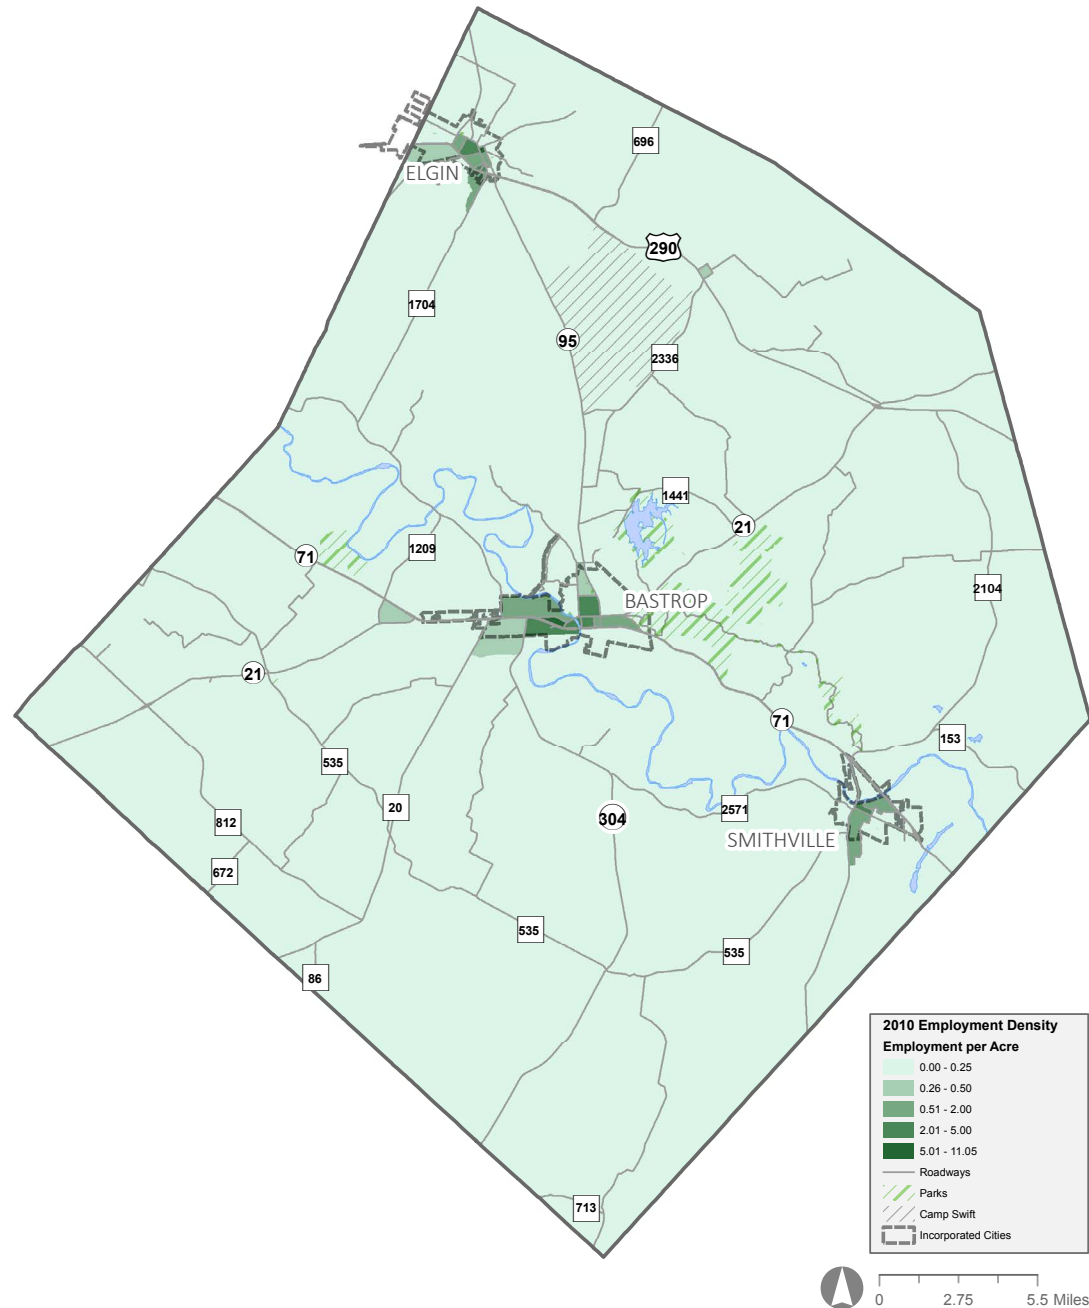 696
ELGIN
290
1704
95
2336
1441
21
71
1209
2104
BASTROP
21
71
153
535
20
2571
304
812
SMITHVILLE
672
535
535
86
713
2010 Employment Density
Employment per Acre
0.00 - 0.25
0.26 - 0.50
0.51 - 2.00
2.01 - 5.00
5.01 - 11.05
Roadways
Parks
Camp Swift
Incorporated Cities
0 2.75 5.5 Miles